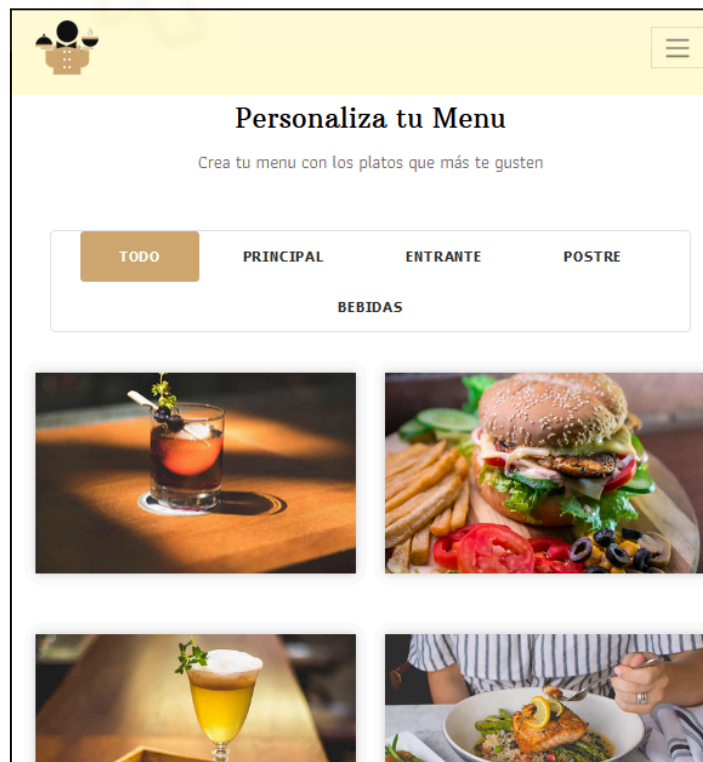 Personaliza tu Menu
Crea tu menu con los platos que más te gusten
TODO PRINCIPAL ENTRANTE POSTRE
BEBIDAS